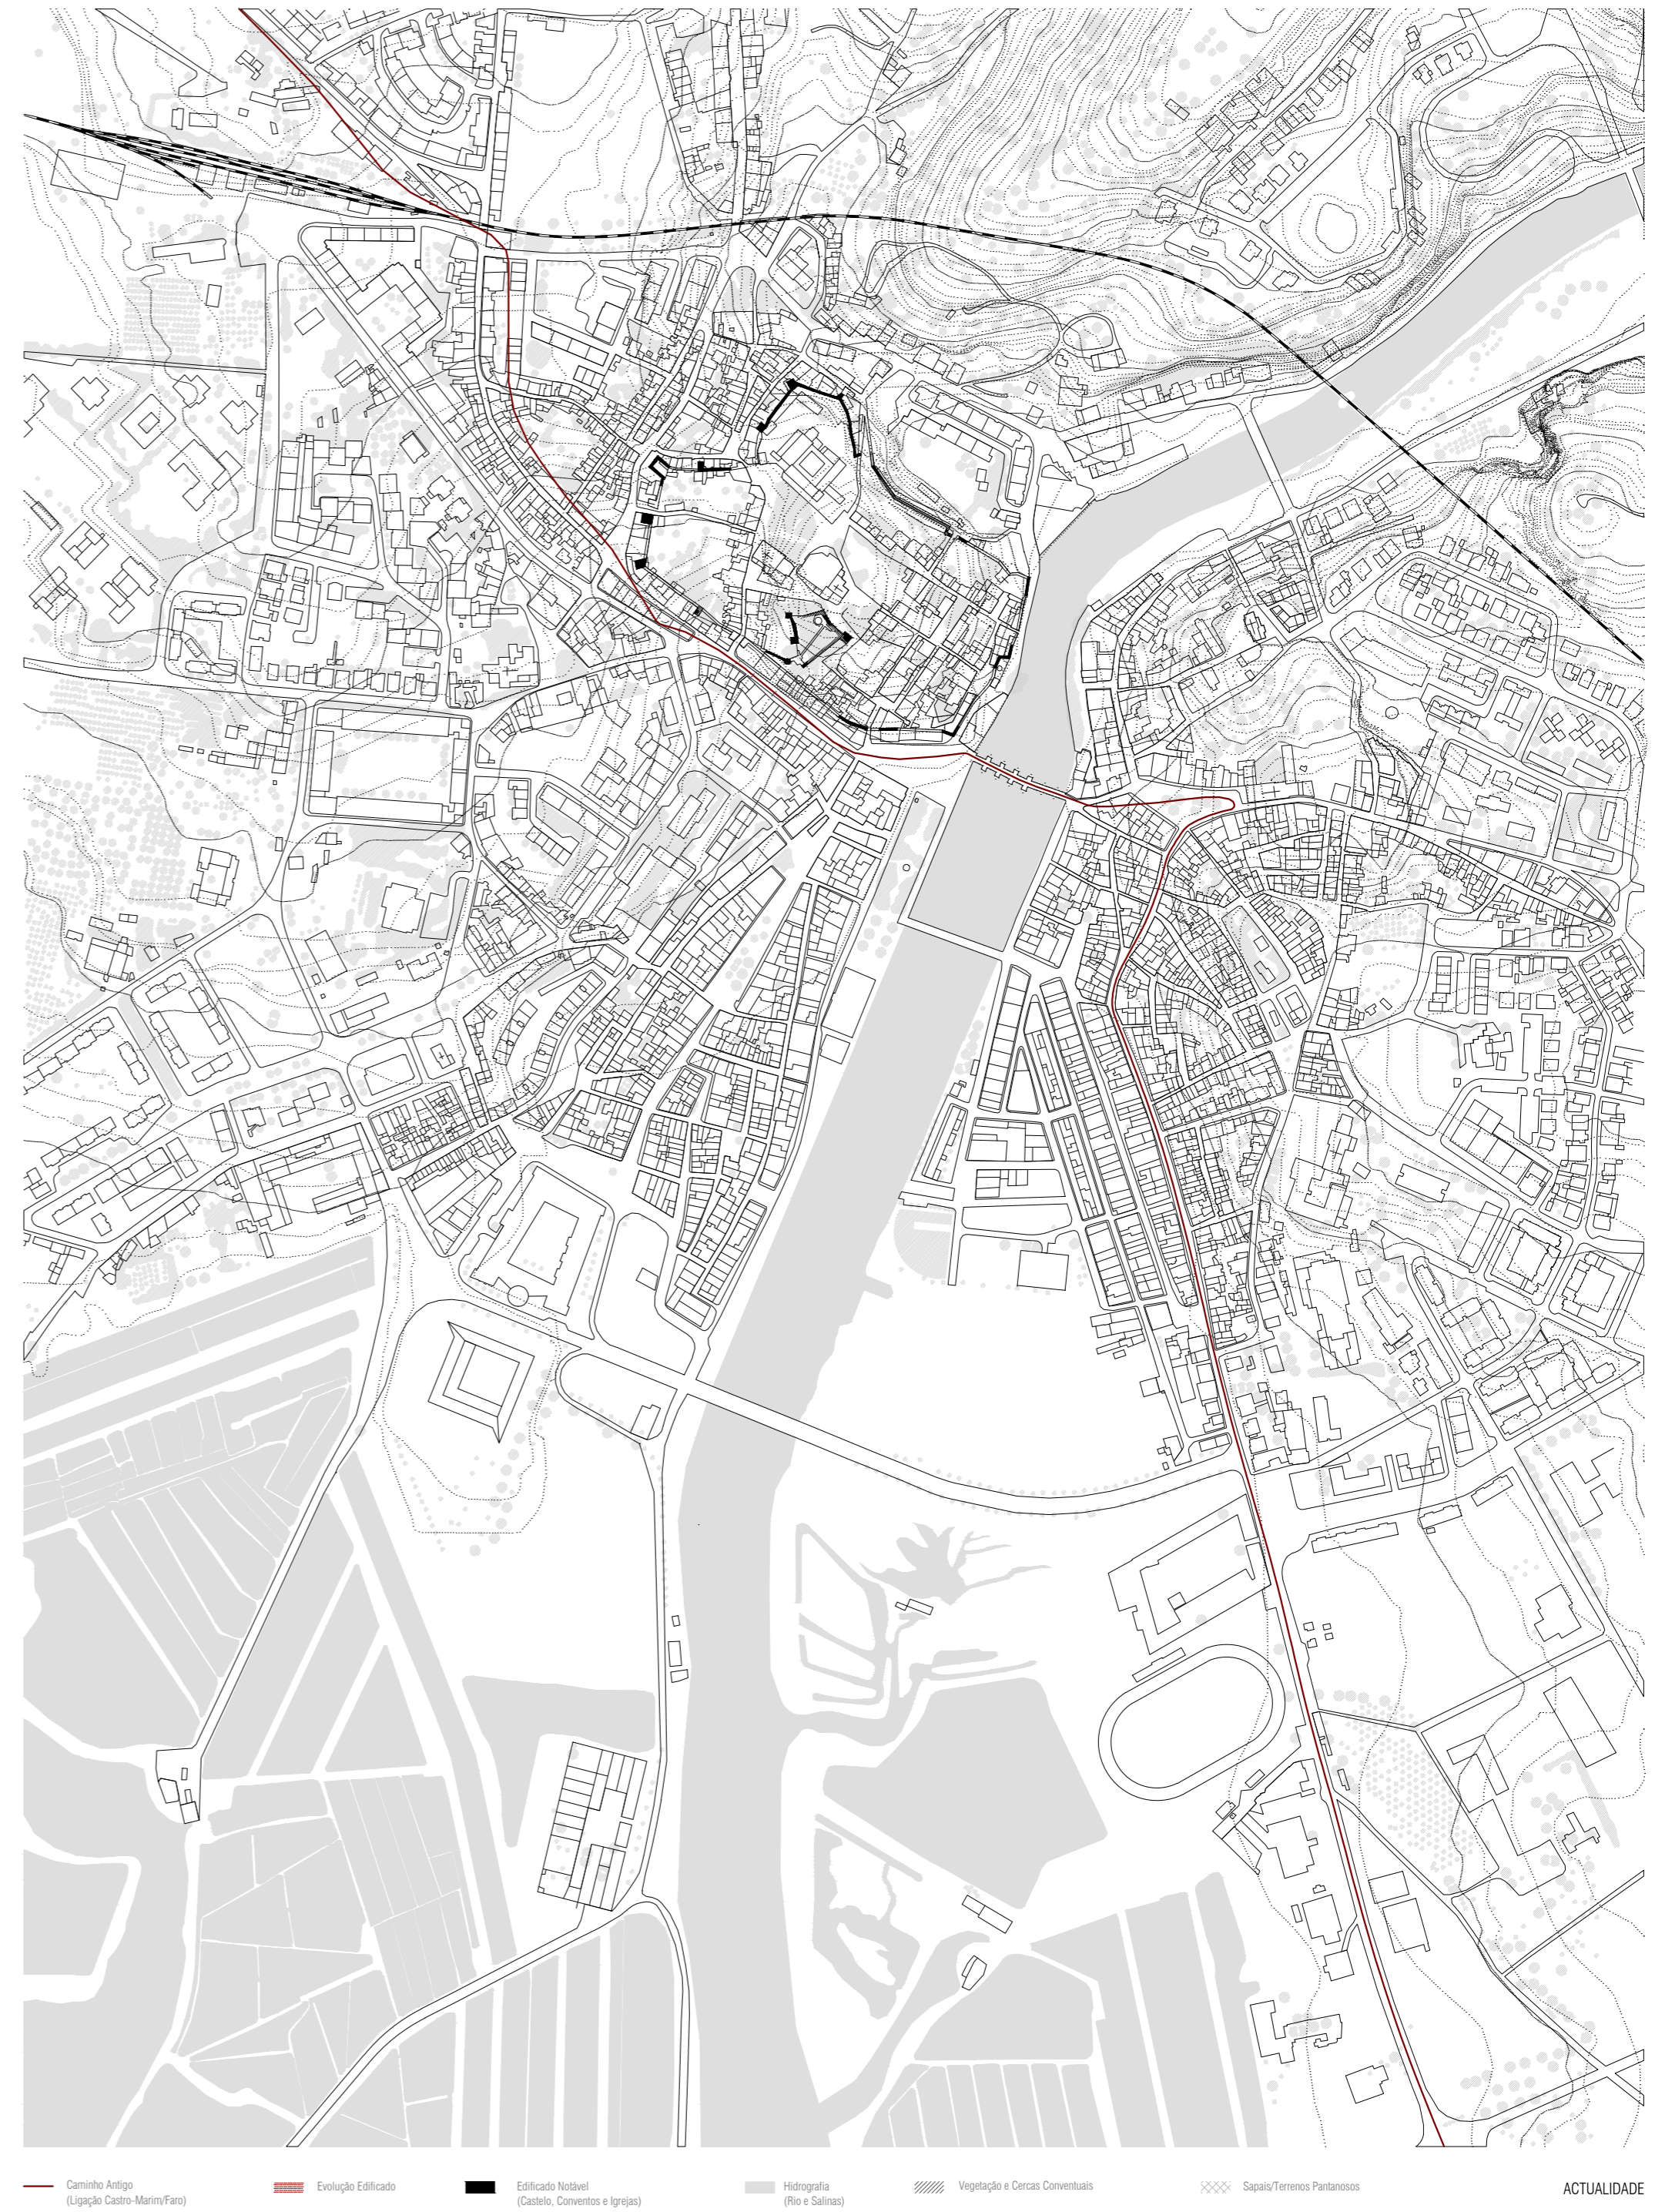 Caminho Antigo
(Ligação Castro-Marim/Faro)
Evolução Edificado
Edificado Notável
(Castelo, Conventos e Igrejas)
Hidrografia
(Rio e Salinas)
Vegetação e Cercas Conventuais
Sapais/Terrenos Pantanosos
ACTUALIDADE